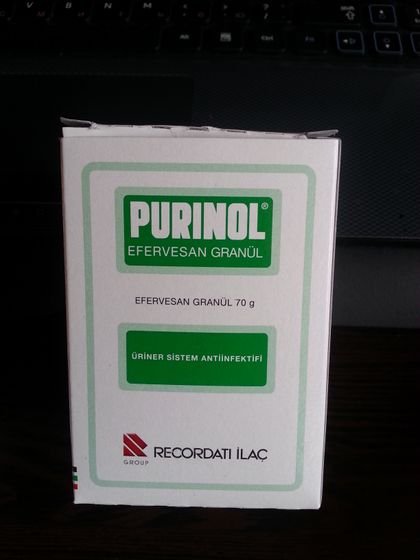 PURINOL®
EFERVESAN GRANÜL
EFERVESAN GRANÜL 70 g
ÜRİNER SİSTEM ANTİİNFEKTİFİ
GROUP
RECORDATI İLAÇ